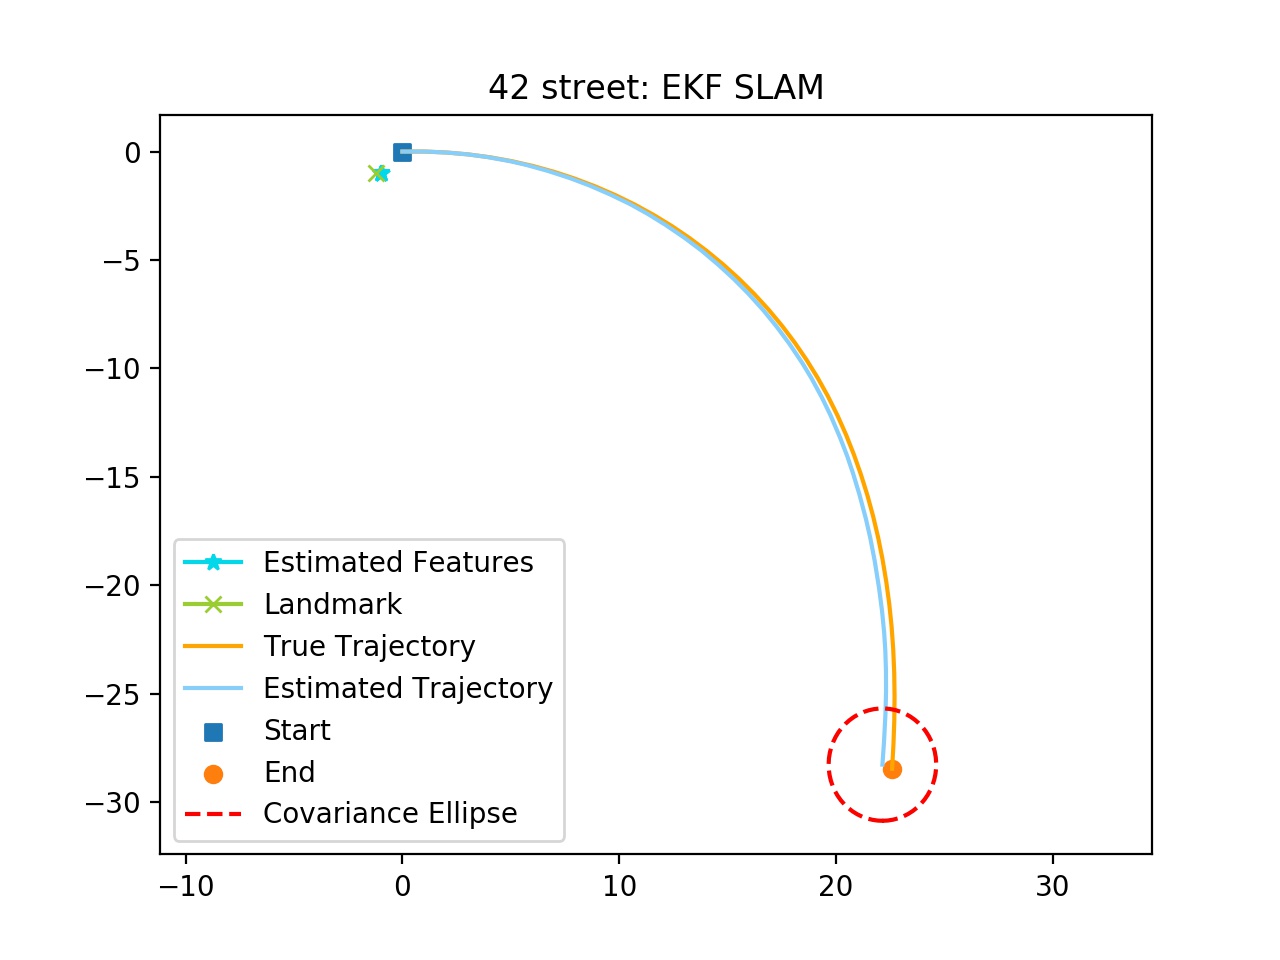 42 street: EKF SLAM
0
−5
−10
−15
−20
−25
−30
Estimated Features
Landmark
True Trajectory
Estimated Trajectory
Start
End
Covariance Ellipse
−10 0 10 20 30